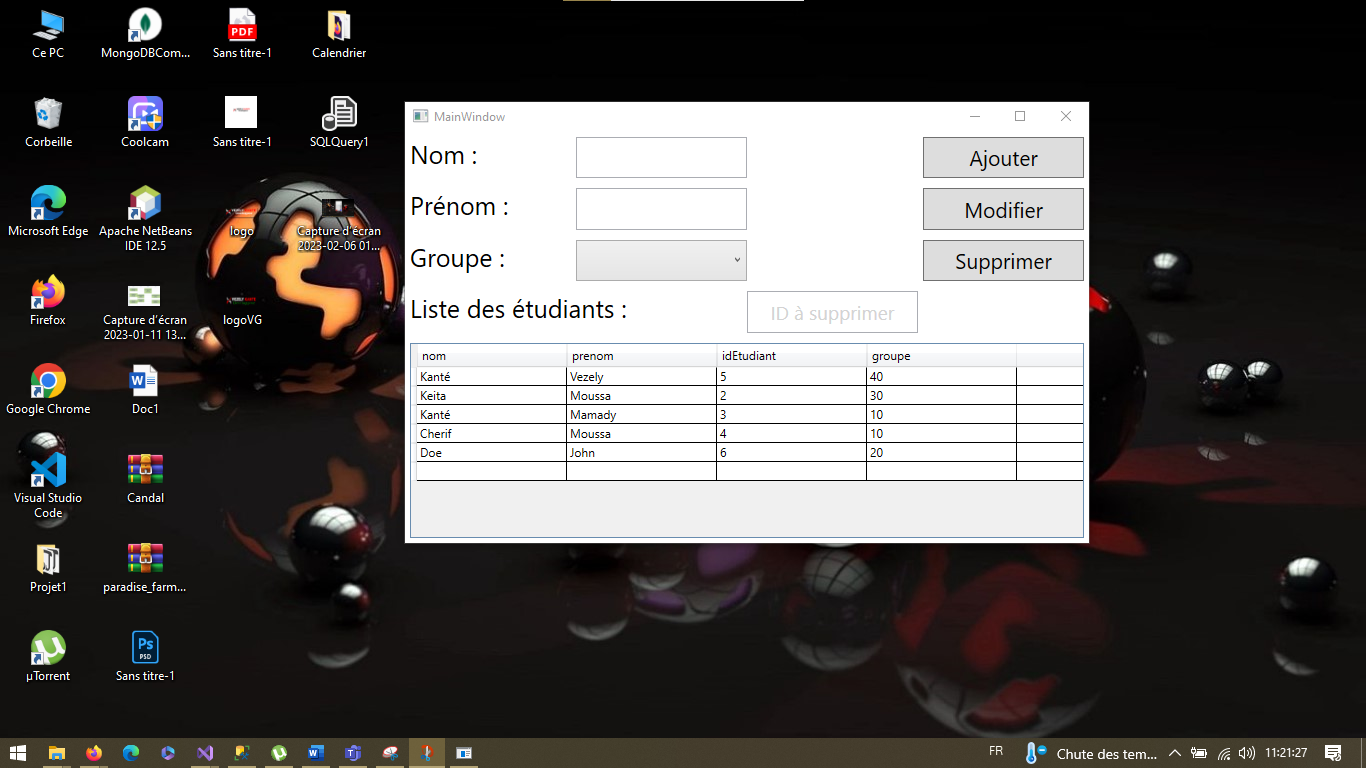 Ce PC
MongoDBCom...
PDF
Sans titre-1
Calendrier
Corbeille
Coolcam
Sans titre-1
SQLQuery1
Microsoft Edge
Apache NetBeans
IDE 12.5
logo
Capture d'écran
2023-02-06 01...
Firefox
Capture d'écran
2023-01-11 13...
logoVG
Google Chrome
Doc1
Visual Studio
Code
Candal
Projet1
paradise_farm...
µTorrent
Ps
PSD
Sans titre-1
MainWindow
Nom :
Ajouter
Prénom :
Modifier
Groupe :
Supprimer
Liste des étudiants :
ID à supprimer
nom prenom idEtudiant groupe
Kanté Vezely 5 40
Keita Moussa 2 30
Kanté Mamady 3 10
Cherif Moussa 4 10
Doe John 6 20
FR
Chute des tem...
11:21:27